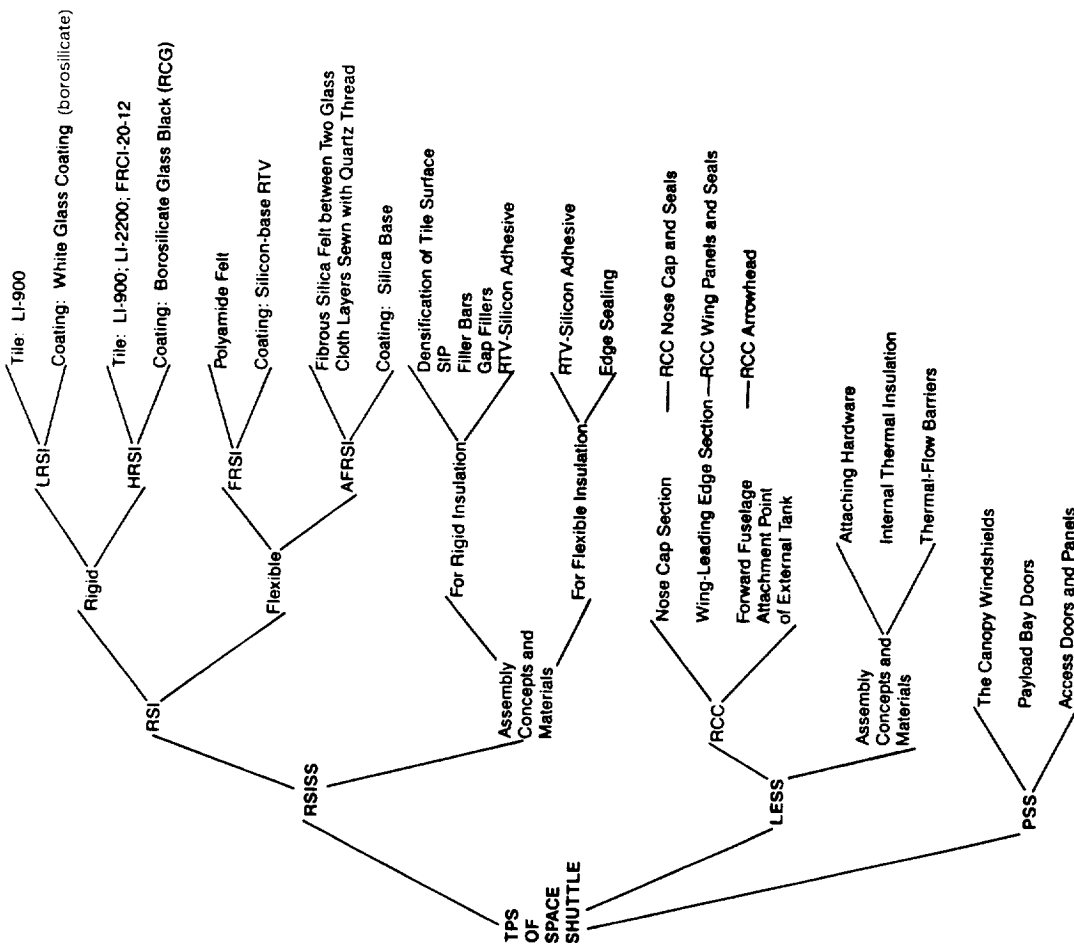 TPS
OF
SPACE
SHUTTLE
RSISS
RSI
Rigid
LRSI
Tile: LI-900
Coating: White Glass Coating (borosilicate)
HRSI
Tile: LI-900; LI-2200; FRCI-20-12
Coating: Borosilicate Glass Black (RCG)
Flexible
FRSI
Polyamide Felt
Coating: Silicon-base RTV
AFRSI
Fibrous Silica Felt between Two Glass
Cloth Layers Sewn with Quartz Thread
Coating: Silica Base
Assembly
Concepts and
Materials
For Rigid Insulation
Densification of Tile Surface
SIP
Filler Bars
Gap Fillers
RTV-Silicon Adhesive
For Flexible Insulation
RTV-Silicon Adhesive
Edge Sealing
LESS
RCC
Nose Cap Section — RCC Nose Cap and Seals
Wing-Leading Edge Section — RCC Wing Panels and Seals
Forward Fuselage
Attachment Point — RCC Arrowhead
of External Tank
Assembly
Concepts and
Materials
Attaching Hardware
Internal Thermal Insulation
Thermal-Flow Barriers
PSS
The Canopy Windshields
Payload Bay Doors
Access Doors and Panels